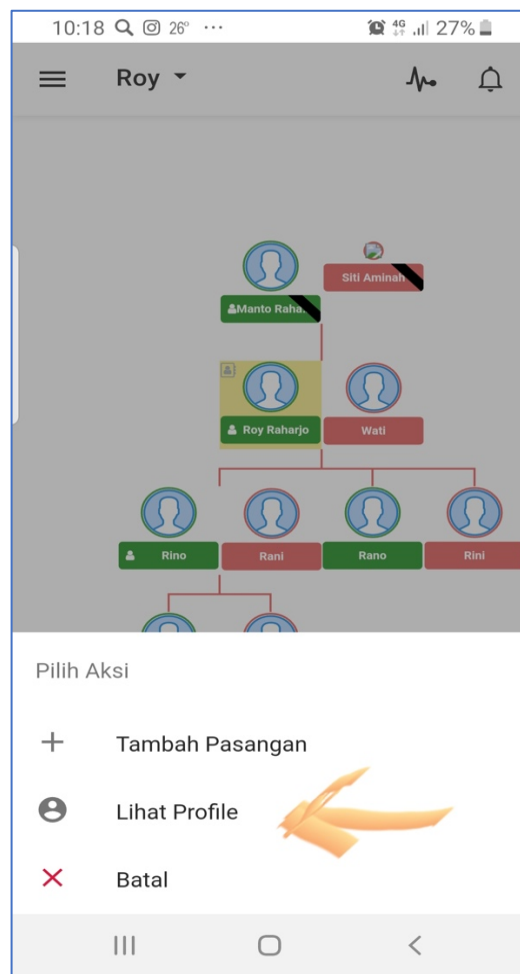 10:18 26° ...
4G 27%
Roy
Siti Aminah
Manto Raha
Roy Raharjo Wati
Rino Rani Rano Rini
Pilih Aksi
Tambah Pasangan
Lihat Profile
Batal